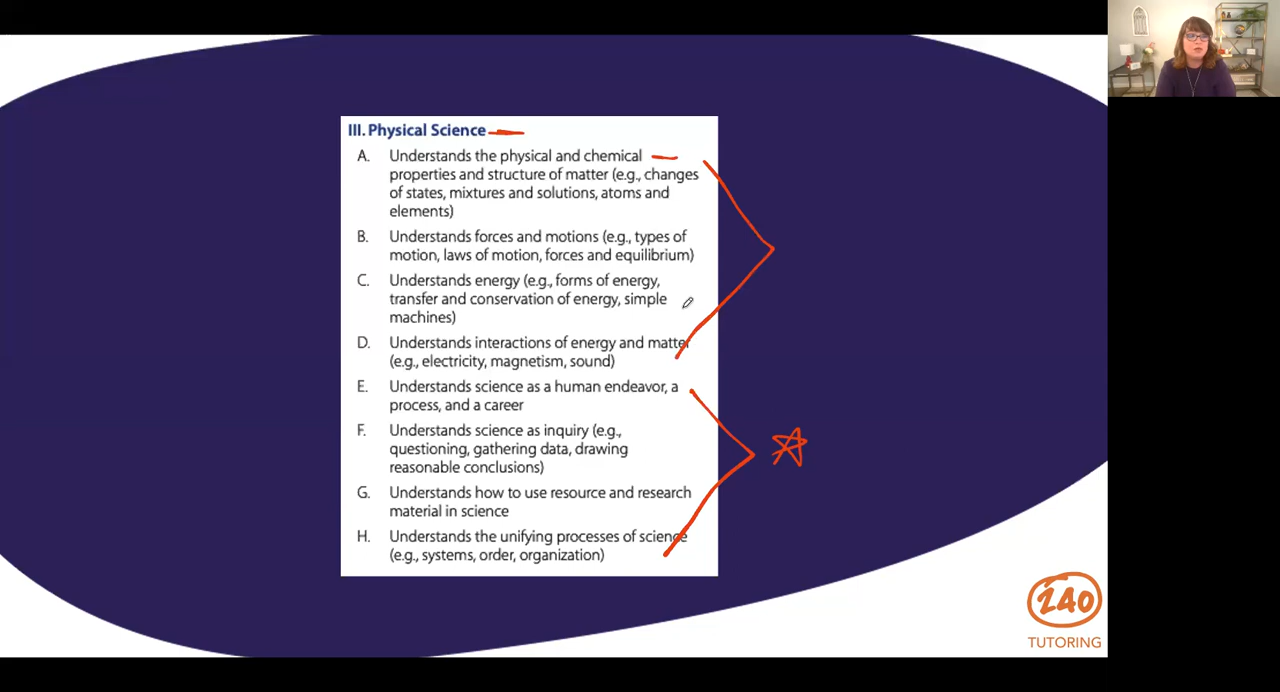 III. Physical Science
A. Understands the physical and chemical
properties and structure of matter (e.g., changes
of states, mixtures and solutions, atoms and
elements)
B. Understands forces and motions (e.g., types of
motion, laws of motion, forces and equilibrium)
C. Understands energy (e.g., forms of energy,
transfer and conservation of energy, simple
machines)
D. Understands interactions of energy and matter
(e.g., electricity, magnetism, sound)
E. Understands science as a human endeavor, a
process, and a career
F. Understands science as inquiry (e.g.,
questioning, gathering data, drawing
reasonable conclusions)
G. Understands how to use resource and research
material in science
H. Understands the unifying processes of science
(e.g., systems, order, organization)
240
TUTORING